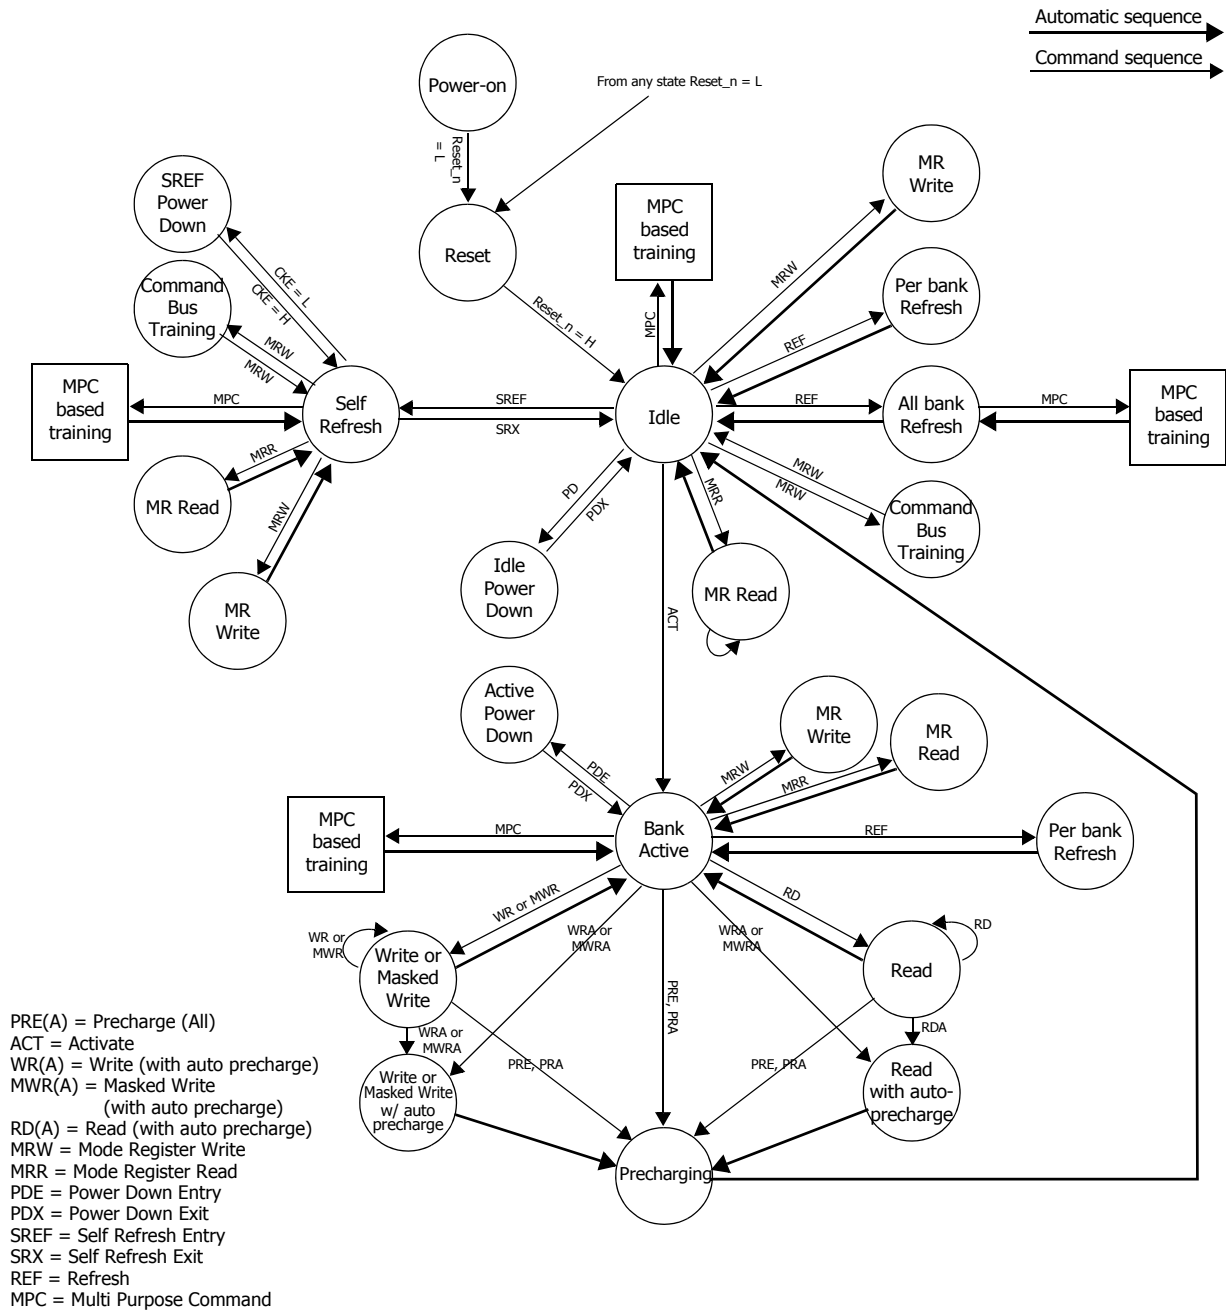 Automatic sequence
Command sequence
Power-on
From any state Reset_n = L
Reset_n
= L
MR
Write
SREF
Power
Down
MPC
based
training
Reset
MRW
CKE = L
CKE = H
Per bank
Refresh
Command
Bus
Training
Reset_n = H
MPC
REF
MRW
MRW
MPC
based
training
MPC
Self
Refresh
SREF
SRX
Idle
REF
All bank
Refresh
MPC
MPC
based
training
MRR
MR Read
MRW
PD
PDX
MRR
MRW
MRW
Command
Bus
Training
MR
Write
Idle
Power
Down
MR Read
ACT
Active
Power
Down
PDE
PDX
MR
Write
MR
Read
MRW
MRR
MPC
based
training
MPC
Bank
Active
REF
Per bank
Refresh
WR or MWR
RD
WR or
MWR
WRA or
MWRA
WRA or
MWRA
RD
Write or
Masked
Write
Read
PRE, PRA
WRA or
MWRA
RDA
PRE, PRA
PRE, PRA
Write or
Masked Write
w/ auto
precharge
Read
with auto-
precharge
Precharging
PRE(A) = Precharge (All)
ACT = Activate
WR(A) = Write (with auto precharge)
MWR(A) = Masked Write
(with auto precharge)
RD(A) = Read (with auto precharge)
MRW = Mode Register Write
MRR = Mode Register Read
PDE = Power Down Entry
PDX = Power Down Exit
SREF = Self Refresh Entry
SRX = Self Refresh Exit
REF = Refresh
MPC = Multi Purpose Command